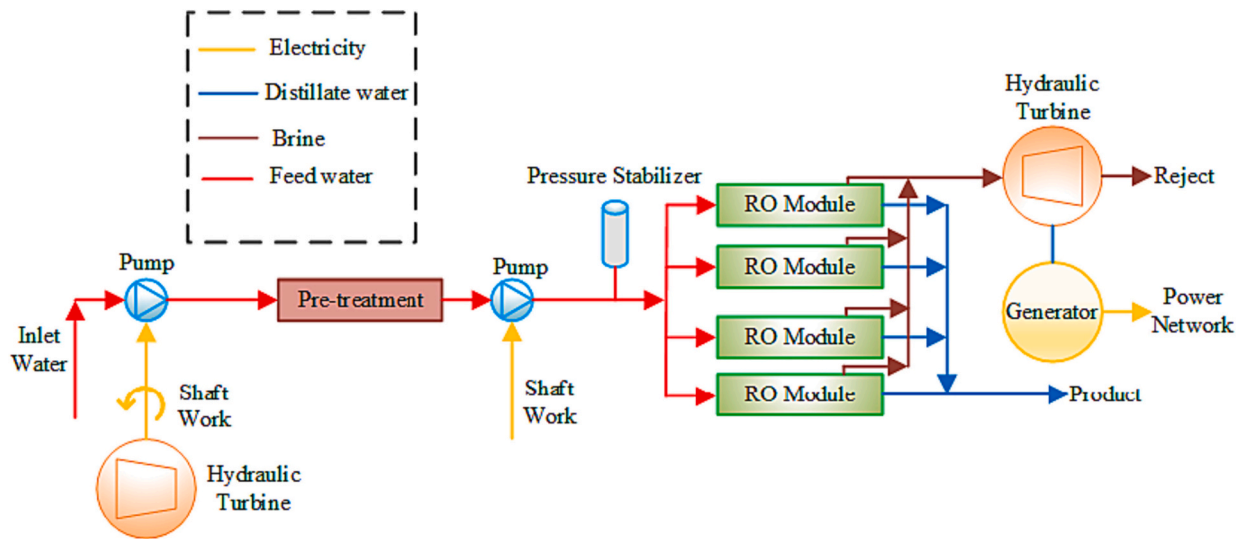 Electricity
Distillate water
Brine
Feed water
Hydraulic
Turbine
Pressure Stabilizer
RO Module
Reject
Pump
Pump
RO Module
Pre-treatment
Generator
Power
Network
Inlet
Water
RO Module
Shaft
Work
Shaft
Work
RO Module
Product
Hydraulic
Turbine